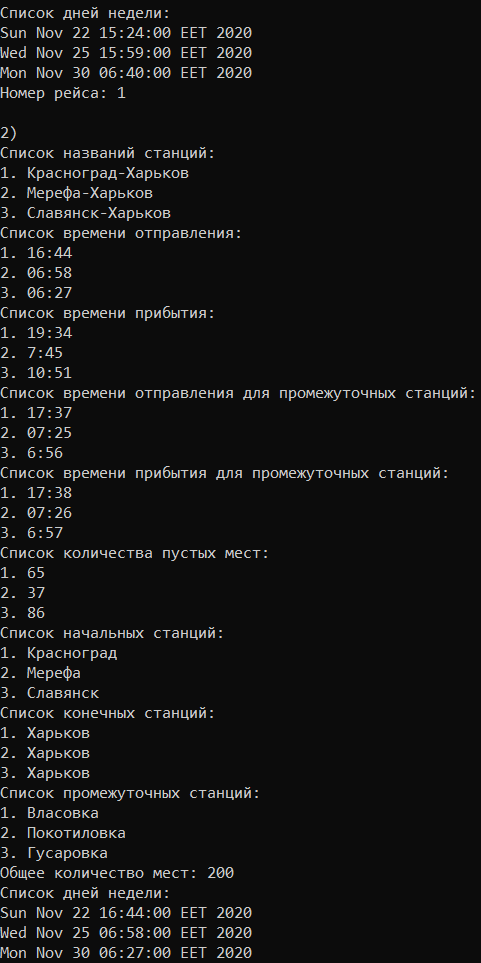 Список дней недели:
Sun Nov 22 15:24:00 EET 2020
Wed Nov 25 15:59:00 EET 2020
Mon Nov 30 06:40:00 EET 2020
Номер рейса: 1
2)
Список названий станций:
1. Красноград-Харьков
2. Мерефа-Харьков
3. Славянск-Харьков
Список времени отправления:
1. 16:44
2. 06:58
3. 06:27
Список времени прибытия:
1. 19:34
2. 7:45
3. 10:51
Список времени отправления для промежуточных станций:
1. 17:37
2. 07:25
3. 6:56
Список времени прибытия для промежуточных станций:
1. 17:38
2. 07:26
3. 6:57
Список количества пустых мест:
1. 65
2. 37
3. 86
Список начальных станций:
1. Красноград
2. Мерефа
3. Славянск
Список конечных станций:
1. Харьков
2. Харьков
3. Харьков
Список промежуточных станций:
1. Власовка
2. Покотиловка
3. Гусаровка
Общее количество мест: 200
Список дней недели:
Sun Nov 22 16:44:00 EET 2020
Wed Nov 25 06:58:00 EET 2020
Mon Nov 30 06:27:00 EET 2020